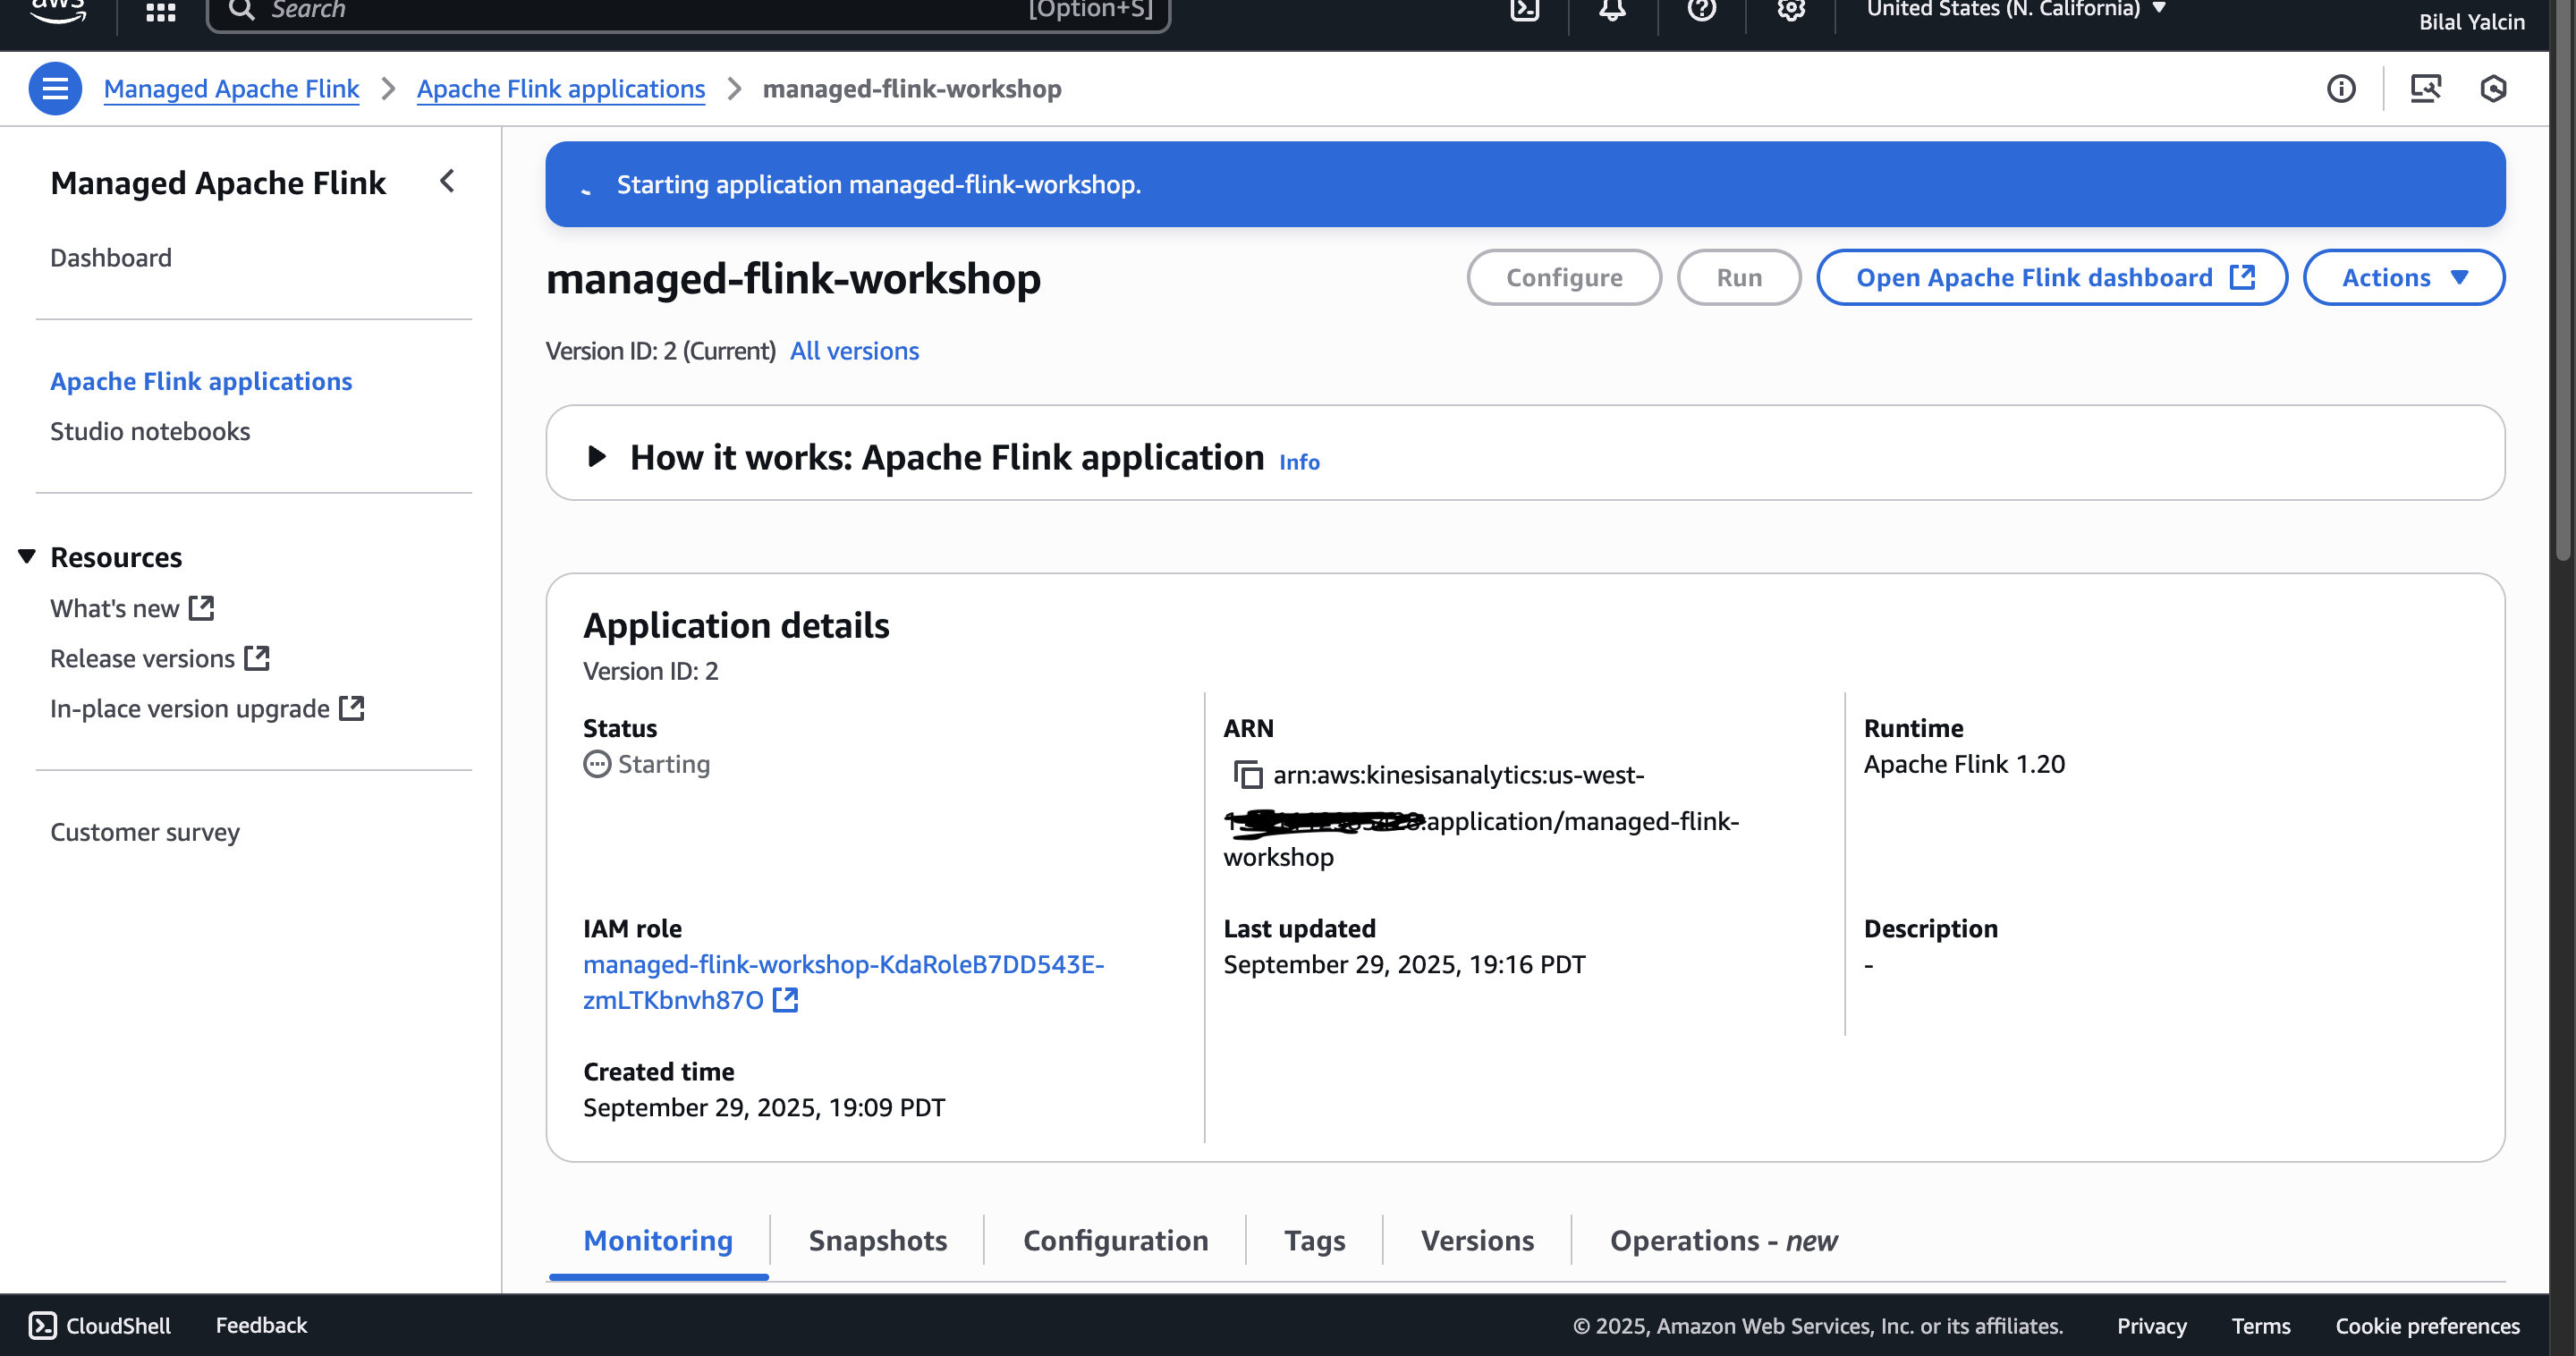 aws
Search
[Option+S]
United States (N. California)
Bilal Yalcin
Managed Apache Flink
Apache Flink applications
managed-flink-workshop
Managed Apache Flink
Dashboard
Apache Flink applications
Studio notebooks
Resources
What's new
Release versions
In-place version upgrade
Customer survey
Starting application managed-flink-workshop.
managed-flink-workshop
Configure
Run
Open Apache Flink dashboard
Actions
Version ID: 2 (Current) All versions
How it works: Apache Flink application Info
Application details
Version ID: 2
Status
Starting
ARN
arn:aws:kinesisanalytics:us-west-
:application/managed-flink-
workshop
Runtime
Apache Flink 1.20
IAM role
managed-flink-workshop-KdaRoleB7DD543E-
zmLTKbnvh87O
Last updated
September 29, 2025, 19:16 PDT
Description
-
Created time
September 29, 2025, 19:09 PDT
Monitoring
Snapshots
Configuration
Tags
Versions
Operations - new
CloudShell
Feedback
© 2025, Amazon Web Services, Inc. or its affiliates.
Privacy
Terms
Cookie preferences